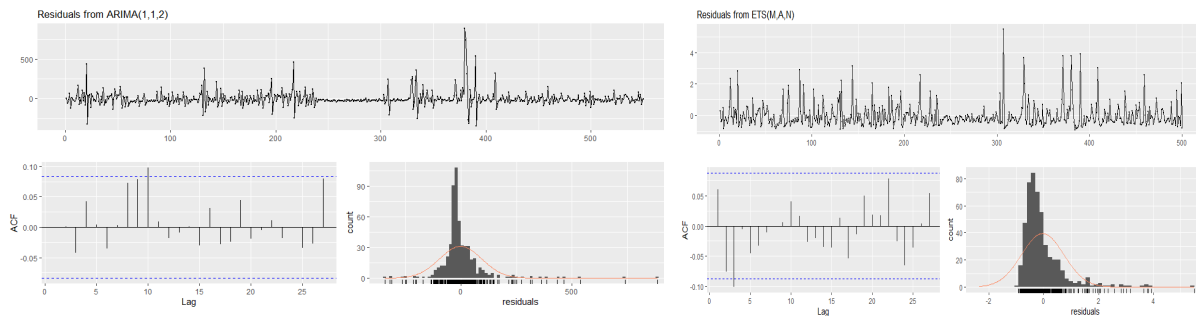 Residuals from ARIMA(1,1,2)
500
0
0 100 200 300 400 500
0.10
0.05
0.00
-0.05
ACF
0 5 10 15 20 25
Lag
90
60
30
0
count
0 500
residuals
Residuals from ETS(M,A,N)
4
2
0
0 100 200 300 400 500
0.05
0.00
-0.05
-0.10
ACF
0 5 10 15 20 25
Lag
80
60
40
20
0
count
-2 0 2 4
residuals